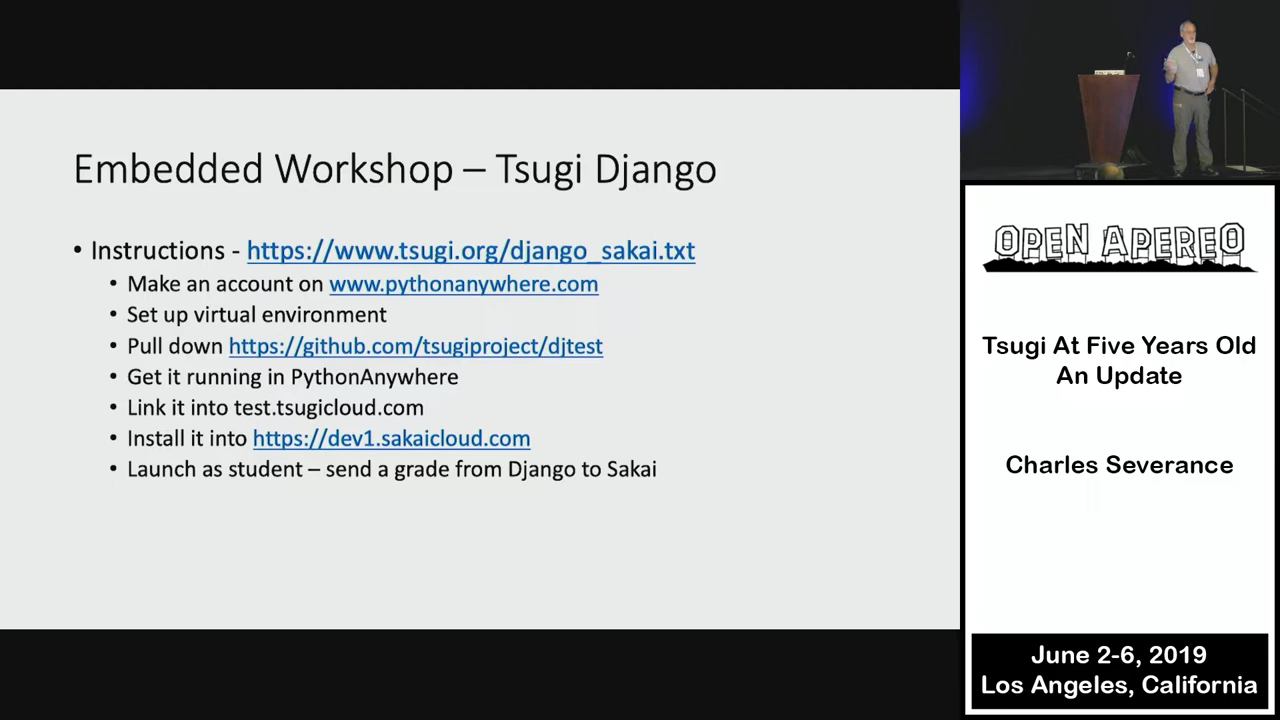 Embedded Workshop – Tsugi Django
• Instructions - https://www.tsugi.org/django_sakai.txt
• Make an account on www.pythonanywhere.com
• Set up virtual environment
• Pull down https://github.com/tsugiproject/djtest
• Get it running in PythonAnywhere
• Link it into test.tsugicloud.com
• Install it into https://dev1.sakaicloud.com
• Launch as student – send a grade from Django to Sakai
OPEN APEREO
Tsugi At Five Years Old
An Update
Charles Severance
June 2-6, 2019
Los Angeles, California